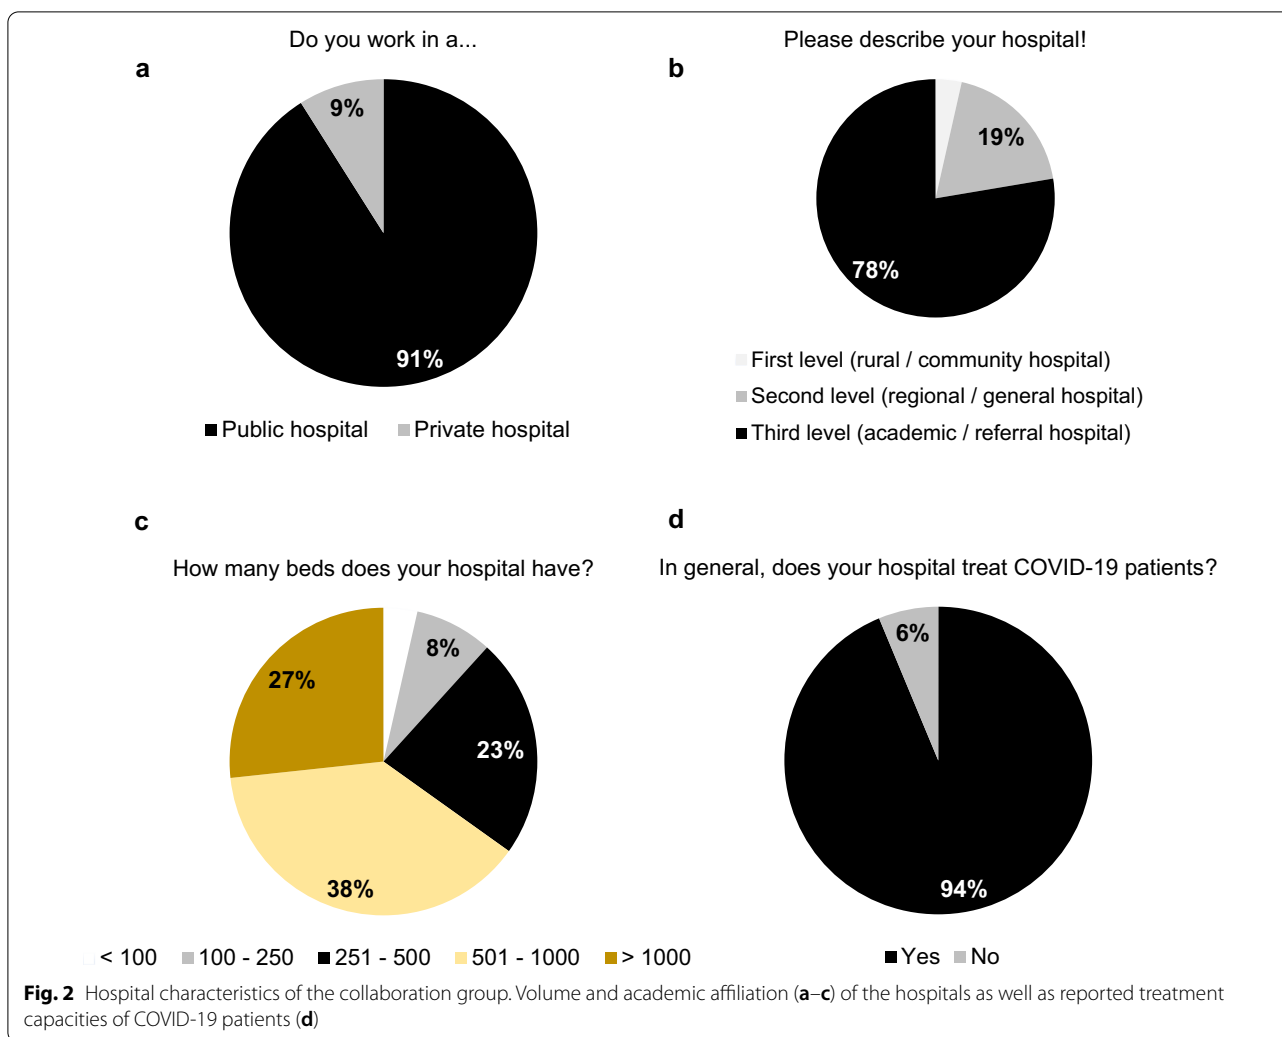 Do you work in a...
a
9%
91%
Public hospital Private hospital
Please describe your hospital!
b
19%
78%
First level (rural / community hospital)
Second level (regional / general hospital)
Third level (academic / referral hospital)
c
How many beds does your hospital have?
8%
27%
23%
38%
< 100 100 - 250 251 - 500 501 - 1000 > 1000
d
In general, does your hospital treat COVID-19 patients?
6%
94%
Yes No
Fig. 2 Hospital characteristics of the collaboration group. Volume and academic affiliation (a–c) of the hospitals as well as reported treatment
capacities of COVID-19 patients (d)